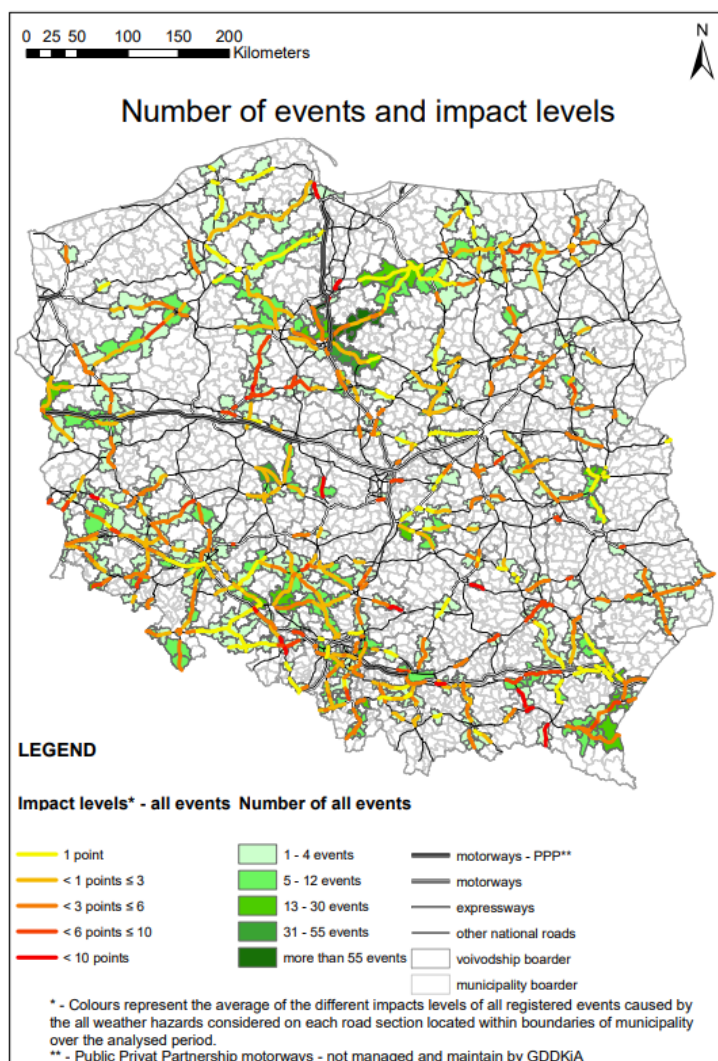 0 25 50 100 150 200
Kilometers
N
Number of events and impact levels
LEGEND
Impact levels* - all events Number of all events
1 point 1 - 4 events motorways - PPP**
< 1 points ≤ 3 5 - 12 events motorways
< 3 points ≤ 6 13 - 30 events expressways
< 6 points ≤ 10 31 - 55 events other national roads
< 10 points more than 55 events voivodship boarder
municipality boarder
* - Colours represent the average of the different impacts levels of all registered events caused by
the all weather hazards considered on each road section located within boundaries of municipality
over the analysed period.
** - Public Privat Partnership motorways - not managed and maintain by GDDKiA